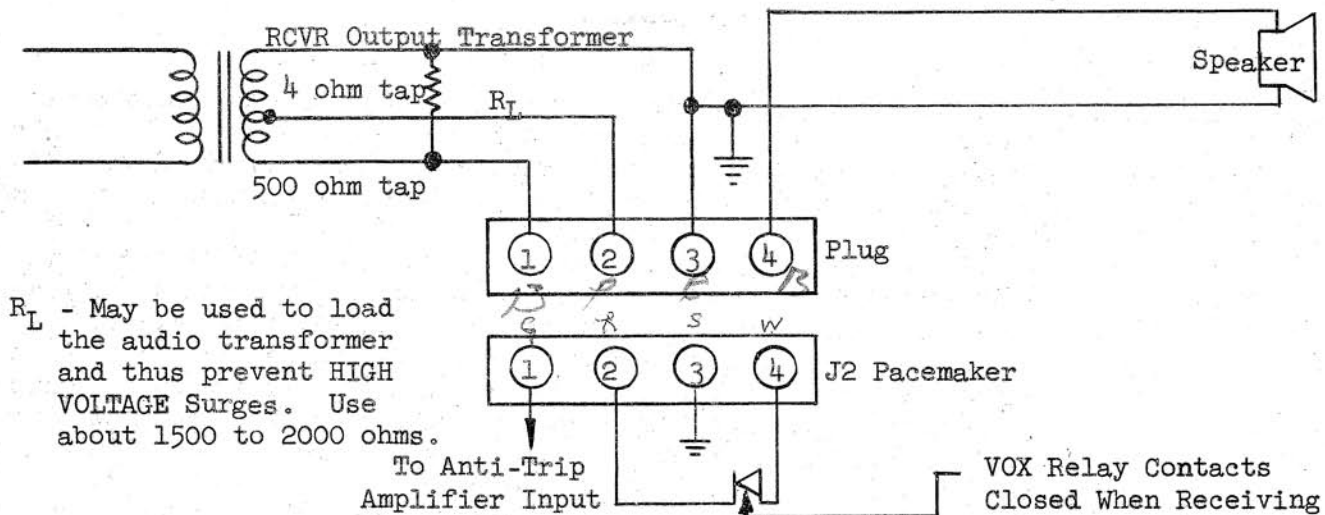 RCVR Output Transformer
4 ohm tap
R_L
500 ohm tap
Speaker
1 2 3 4 Plug
R_L - May be used to load
the audio transformer
and thus prevent HIGH
VOLTAGE Surges. Use
about 1500 to 2000 ohms.
S W
1 2 3 4 J2 Pacemaker
To Anti-Trip
Amplifier Input
VOX Relay Contacts
Closed When Receiving